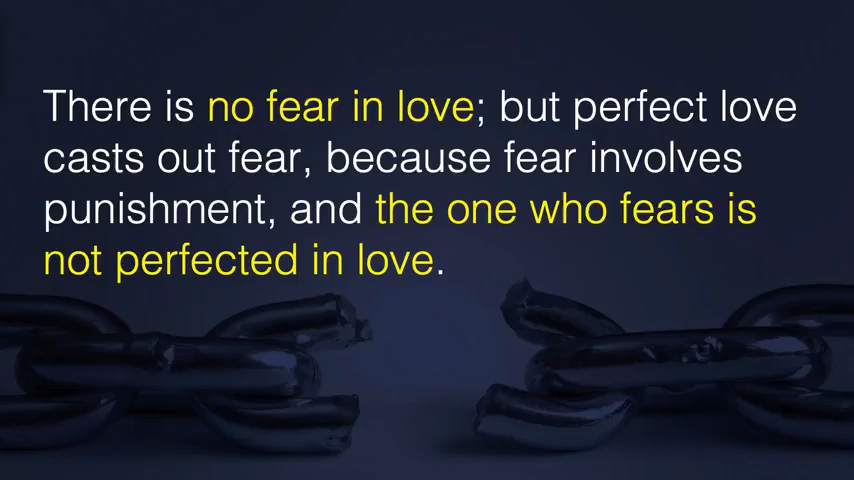 There is no fear in love; but perfect love
casts out fear, because fear involves
punishment, and the one who fears is
not perfected in love.